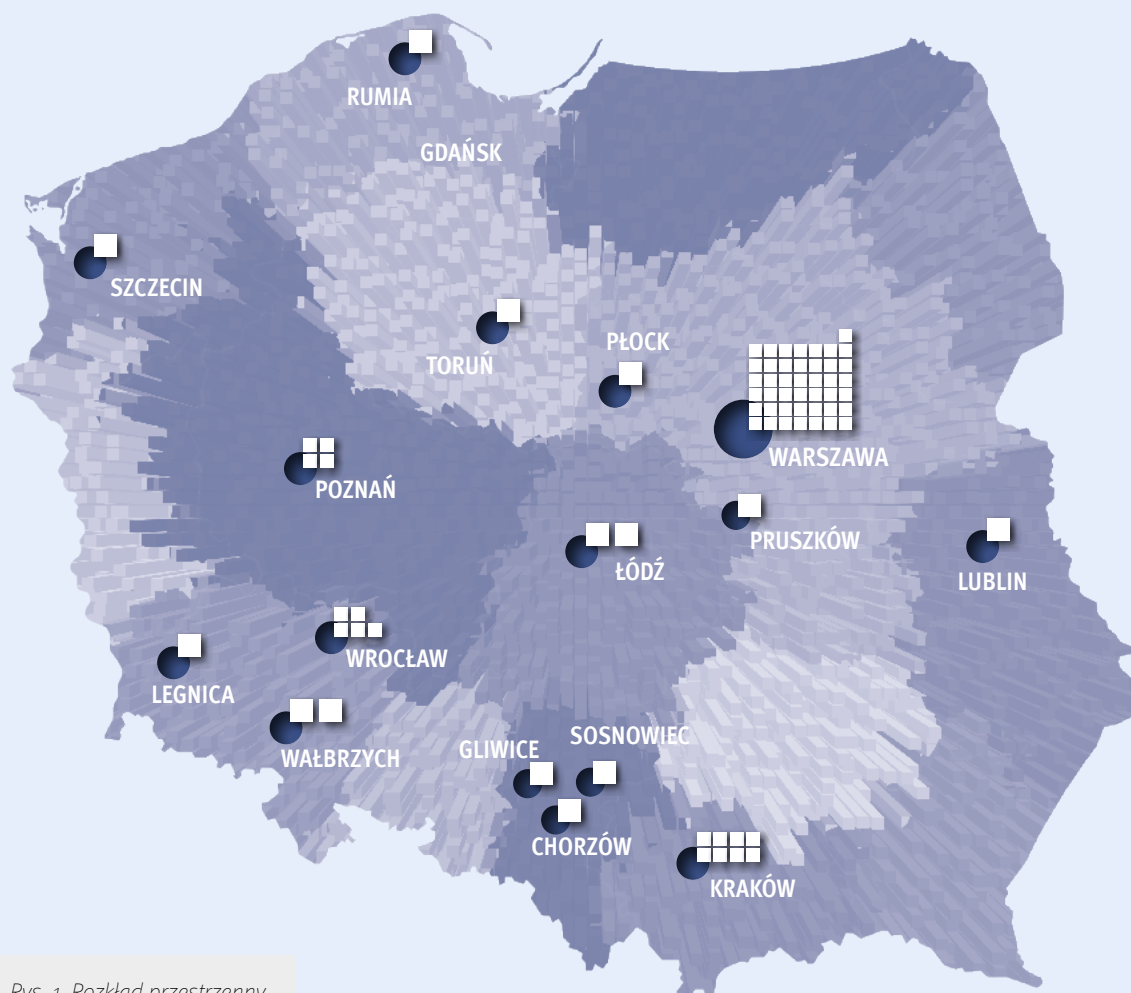 RUMIA
GDAŃSK
SZCZECIN
TORUŃ
PŁOCK
WARSZAWA
POZNAŃ
PRUSZKÓW
ŁÓDŹ
LUBLIN
WROCŁAW
LEGNICA
WAŁBRZYCH
GLIWICE
SOSNOWIEC
CHORZÓW
KRAKÓW
Rys. 1. Rozkład przestrzenny